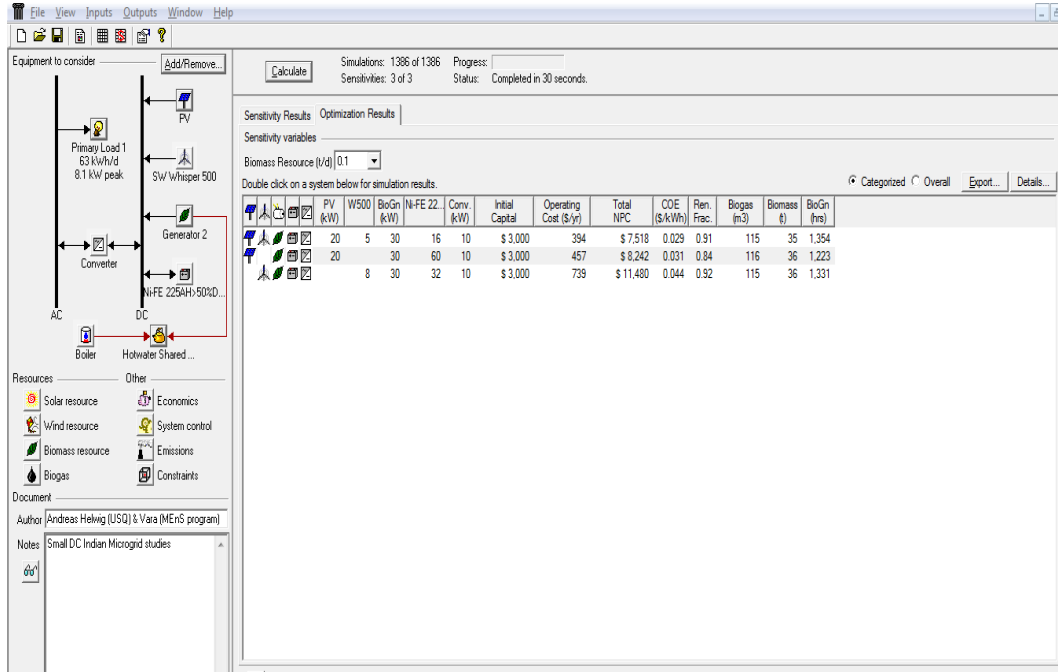 File View Inputs Outputs Window Help
Equipment to consider
Add/Remove...
PV
Primary Load 1
63 kWh/d
8.1 kW peak
SW Whisper 500
Generator 2
Converter
Ni-FE 225AH>50%D...
AC
DC
Boiler
Hotwater Shared ...
Resources
Other
Solar resource
Economics
Wind resource
System control
Biomass resource
Emissions
Biogas
Constraints
Document
Author Andreas Helwig (USQ) & Vara (MEnS program)
Notes Small DC Indian Microgrid studies
Calculate
Simulations: 1386 of 1386 Progress:
Sensitivities: 3 of 3 Status: Completed in 30 seconds.
Sensitivity Results Optimization Results
Sensitivity variables
Biomass Resource (t/d) 0.1
Double click on a system below for simulation results.
Categorized Overall Export... Details...
PV (kW) W500 BioGn (kW) Ni-FE 22... Conv. (kW) Initial Capital Operating Cost ($/yr) Total NPC COE ($/kWh) Ren. Frac. Biogas (m3) Biomass (t) BioGn (hrs)
20 5 30 16 10 $ 3,000 394 $ 7,518 0.029 0.91 115 35 1,354
20 30 60 10 $ 3,000 457 $ 8,242 0.031 0.84 116 36 1,223
8 30 32 10 $ 3,000 739 $ 11,480 0.044 0.92 115 36 1,331